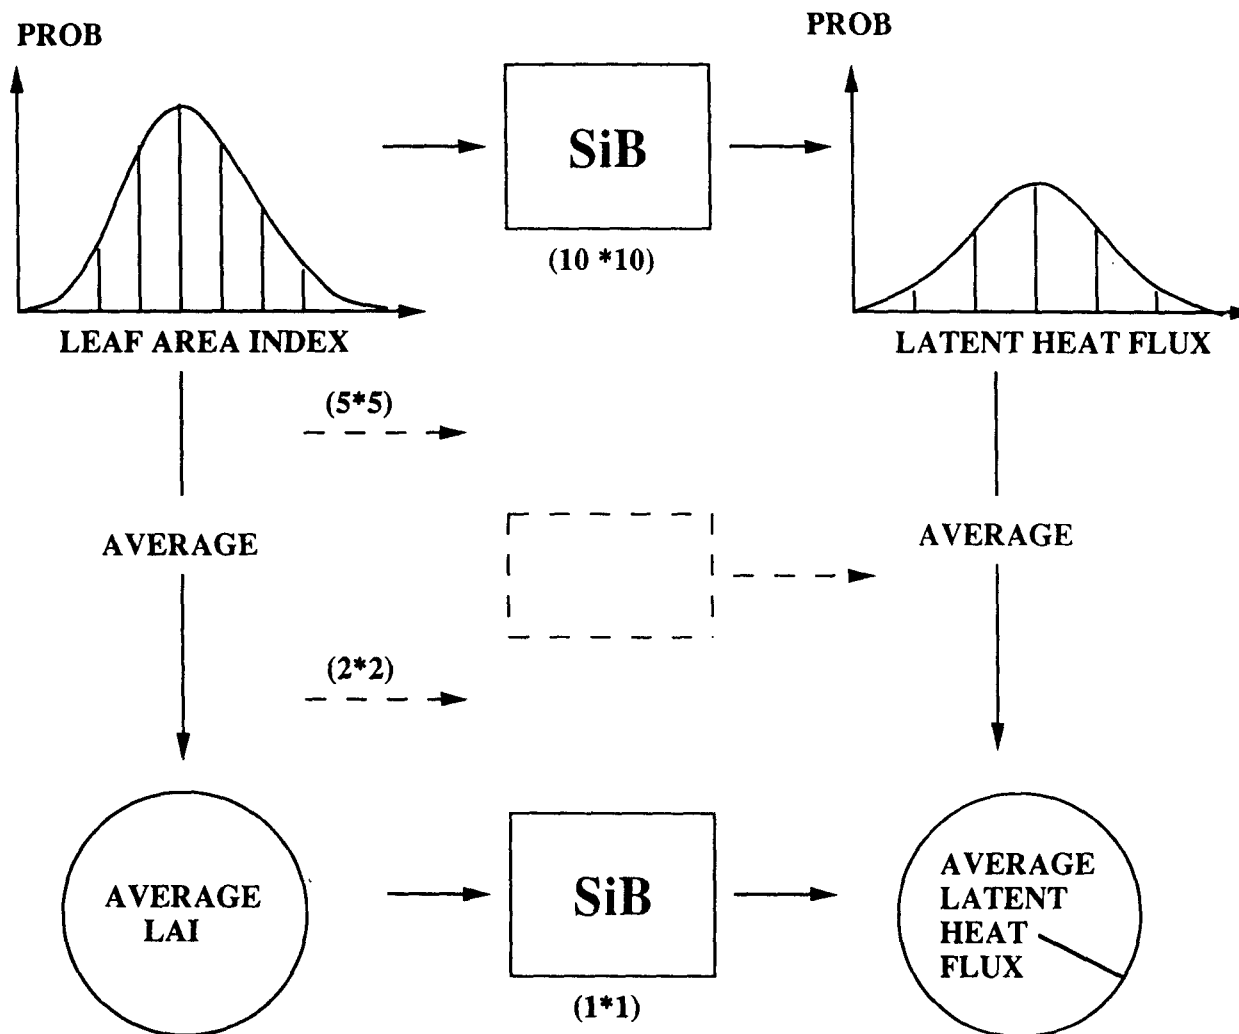 PROB
PROB
SiB
(10 *10)
LEAF AREA INDEX
LATENT HEAT FLUX
(5*5)
AVERAGE
AVERAGE
(2*2)
AVERAGE
LAI
SiB
(1*1)
AVERAGE
LATENT
HEAT
FLUX